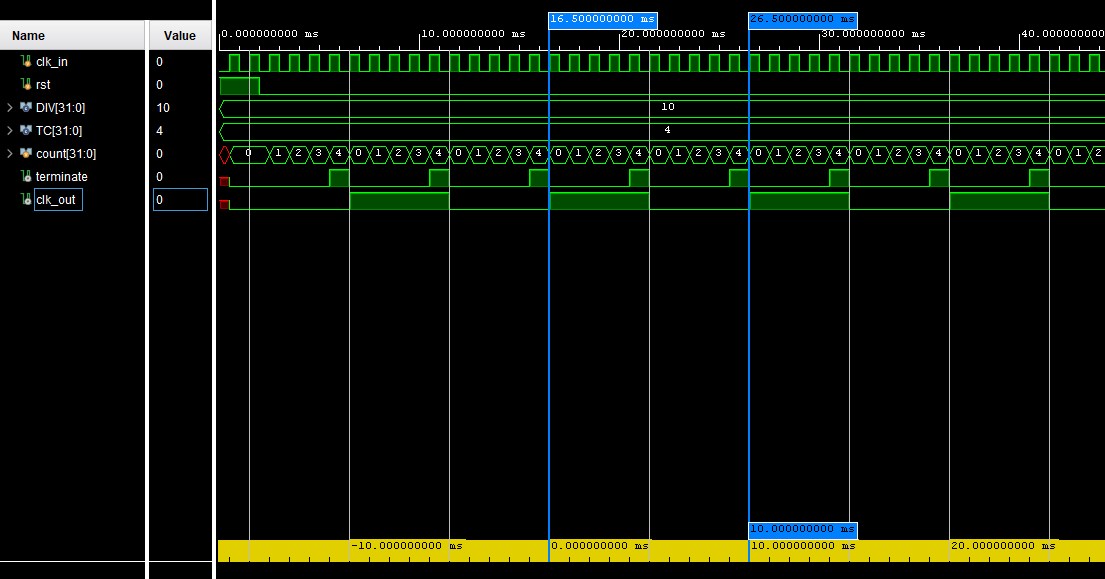 16.500000000 ms 26.500000000 ms
Name Value 0.000000000 ms 10.000000000 ms 20.000000000 ms 30.000000000 ms 40.000000000
clk_in 0
rst 0
DIV[31:0] 10 10
TC[31:0] 4 4
count[31:0] 0 0 1 2 3 4 0 1 2 3 4 0 1 2 3 4 0 1 2 3 4 0 1 2 3 4 0 1 2 3 4 0 1 2 3 4 0 1 2 3 4 0 1 2
terminate 0
clk_out 0
10.000000000 ms
-10.000000000 ms 0.000000000 ms 10.000000000 ms 20.000000000 ms